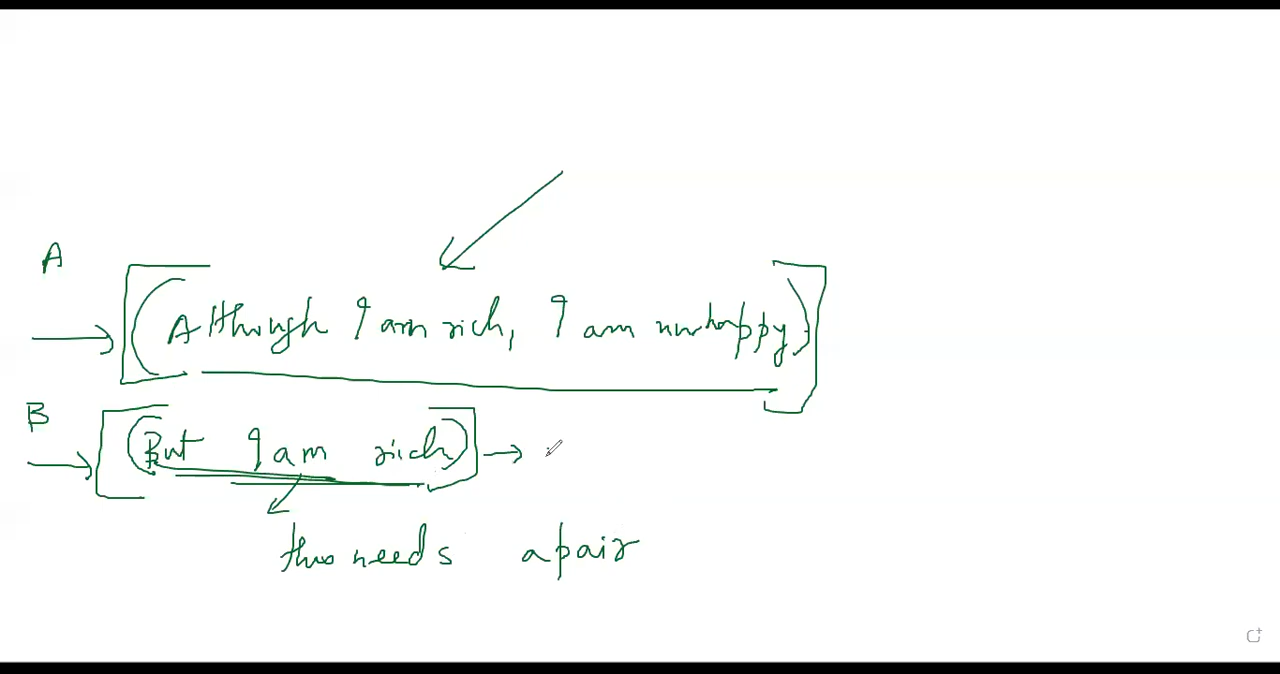 A
(Although I am rich, I am unhappy)
B
(But I am rich)
this needs a pair